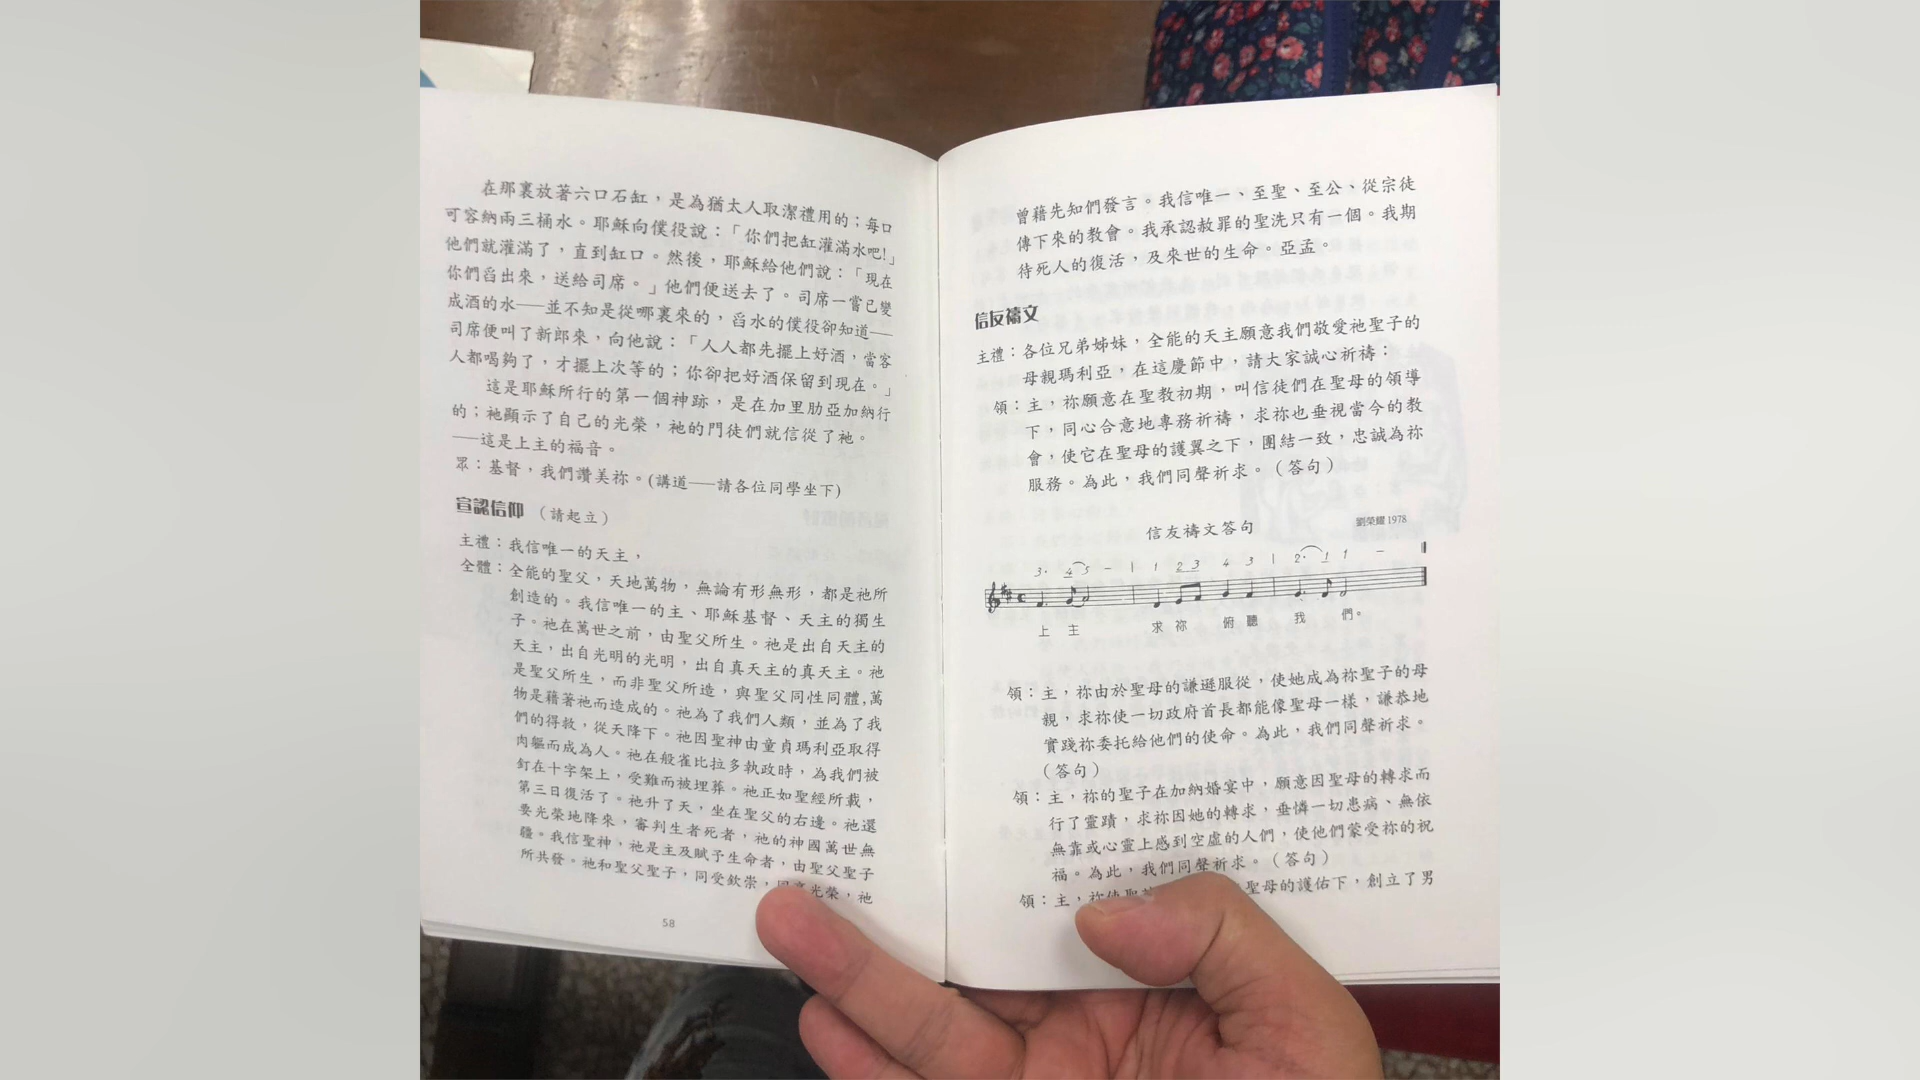 在那裏放著六口石缸，是為猶太人取潔禮用的；每口
可容納兩三桶水。耶穌向僕役說：「你們把缸灌滿水吧!」
他們就灌滿了，直到缸口。然後，耶穌給他們說：「現在
你們舀出來，送給司席。」他們便送去了。司席一嘗已變
成酒的水──並不知是從哪裏來的，舀水的僕役卻知道──
司席便叫了新郎來，向他說：「人人都先擺上好酒，當客
人都喝夠了，才擺上次等的；你卻把好酒保留到現在。」
這是耶穌所行的第一個神跡，是在加里肋亞加納行
的；祂顯示了自己的光榮，祂的門徒們就信從了祂。
──這是上主的福音。
眾：基督，我們讚美祢。(講道──請各位同學坐下)
宣認信仰 （請起立）
主禮：我信唯一的天主，
全體：全能的聖父，天地萬物，無論有形無形，都是祂所
創造的。我信唯一的主、耶穌基督、天主的獨生
子。祂在萬世之前，由聖父所生。祂是出自天主的
天主，出自光明的光明，出自真天主的真天主。祂
是聖父所生，而非聖父所造，與聖父同性同體,萬
物是藉著祂而造成的。祂為了我們人類，並為了我
們的得救，從天降下。祂因聖神由童貞瑪利亞取得
肉軀而成為人。祂在般雀比拉多執政時，為我們被
釘在十字架上，受難而被埋葬。祂正如聖經所載，
第三日復活了。祂升了天，坐在聖父的右邊。祂還
要光榮地降來，審判生者死者，祂的神國萬世無
疆。我信聖神，祂是主及賦予生命者，由聖父聖子
所共發。祂和聖父聖子，同受欽崇，光榮，祂
58
曾藉先知們發言。我信唯一、至聖、至公、從宗徒
傳下來的教會。我承認赦罪的聖洗只有一個。我期
待死人的復活，及來世的生命。亞孟。
信友禱文
主禮：各位兄弟姊妹，全能的天主願意我們敬愛祂聖子的
母親瑪利亞，在這慶節中，請大家誠心祈禱：
領：主，祢願意在聖教初期，叫信徒們在聖母的領導
下，同心合意地專務祈禱，求祢也垂視當今的教
會，使它在聖母的護翼之下，團結一致，忠誠為祢
服務。為此，我們同聲祈求。（答句）
信友禱文答句
劉榮耀 1978
3· 4 5 － | 1 2 3 4 3 | 2· 1 1 － ‖
上 主 求 祢 俯 聽 我 們。
領：主，祢由於聖母的謙遜服從，使她成為祢聖子的母
親，求祢使一切政府首長都能像聖母一樣，謙恭地
實踐祢委托給他們的使命。為此，我們同聲祈求。
（答句）
領：主，祢的聖子在加納婚宴中，願意因聖母的轉求而
行了靈蹟，求祢因她的轉求，垂憐一切患病、無依
無靠或心靈上感到空虛的人們，使他們蒙受祢的祝
福。為此，我們同聲祈求。（答句）
領：主，祢使聖母的護佑下，創立了男